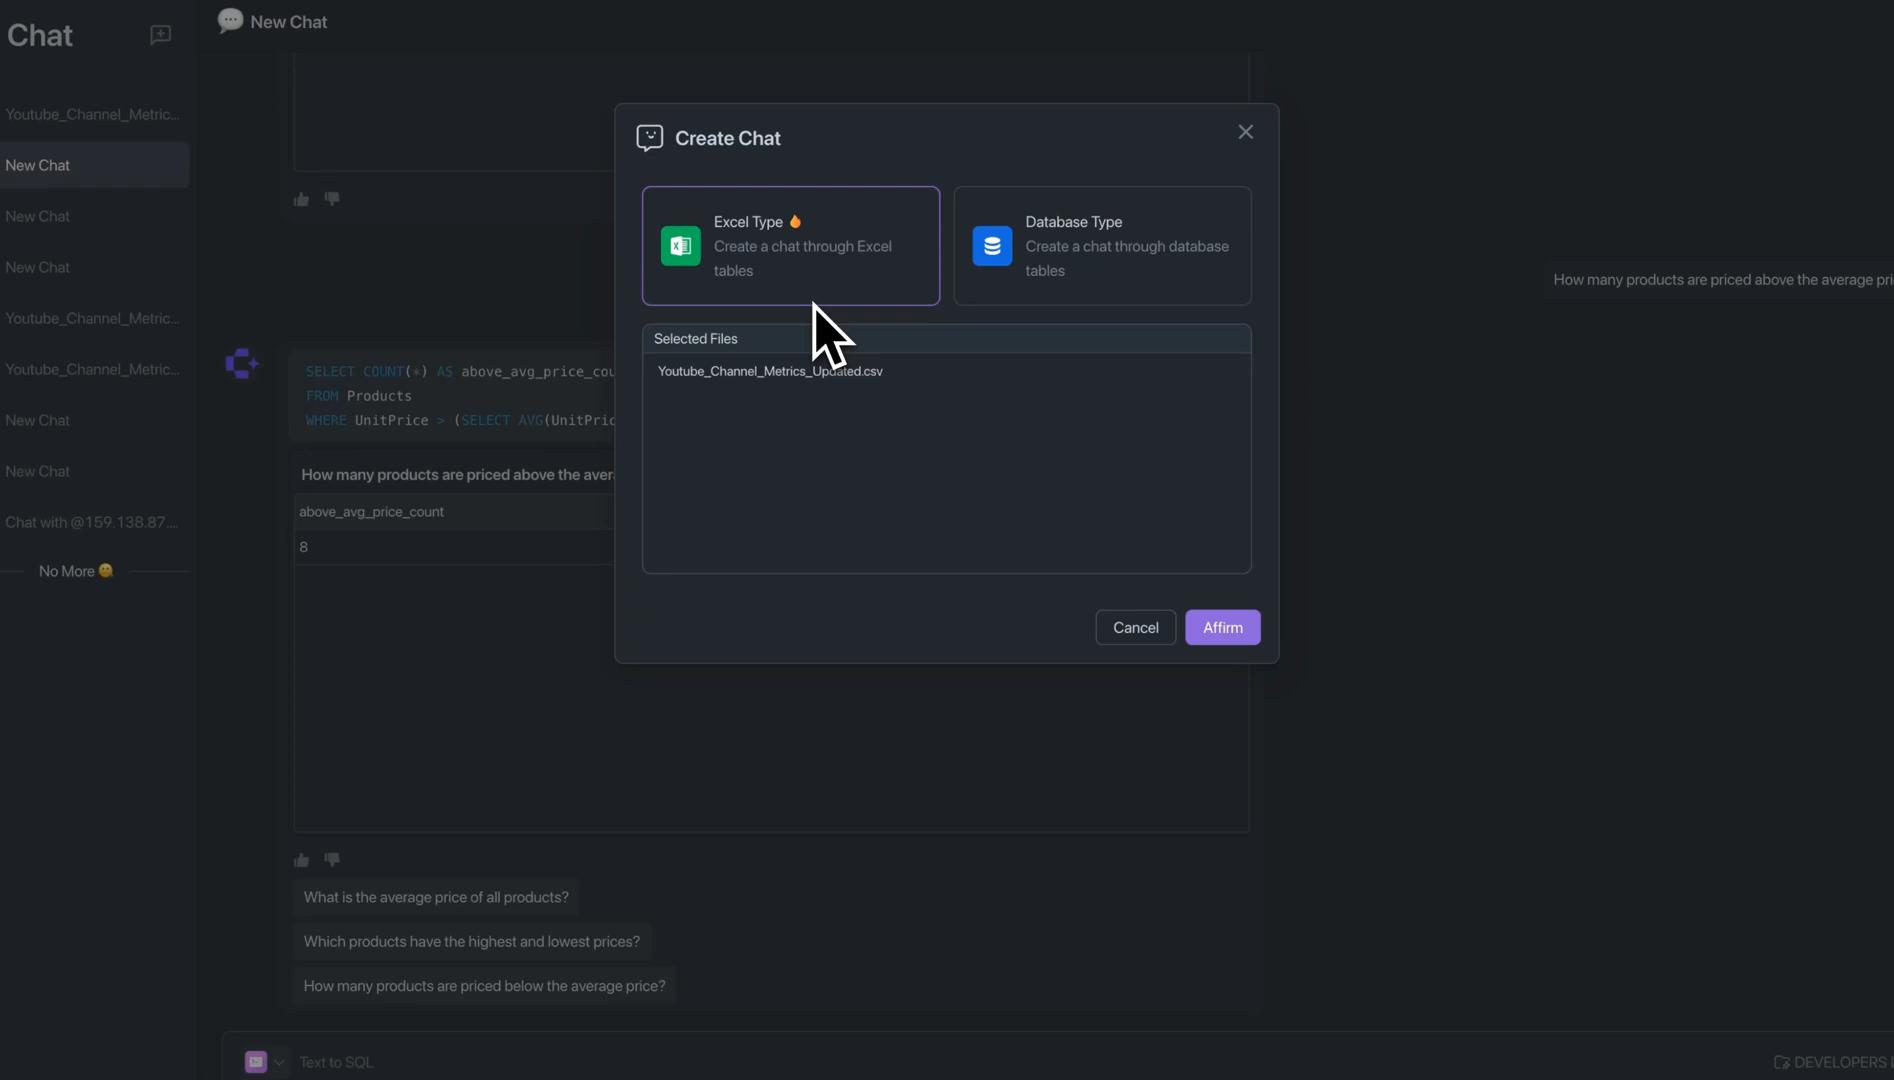 Chat
Youtube_Channel_Metric...
New Chat
New Chat
New Chat
Youtube_Channel_Metric...
Youtube_Channel_Metric...
New Chat
New Chat
Chat with @159.138.87....
No More
New Chat
How many products are priced above the average pri
SELECT COUNT(*) AS above_avg_price_cou
FROM Products
WHERE UnitPrice > (SELECT AVG(UnitPric
How many products are priced above the aver
above_avg_price_count
8
What is the average price of all products?
Which products have the highest and lowest prices?
How many products are priced below the average price?
Text to SQL
DEVELOPERS
Create Chat
Excel Type
Create a chat through Excel
tables
Database Type
Create a chat through database
tables
Selected Files
Youtube_Channel_Metrics_Updated.csv
Cancel
Affirm